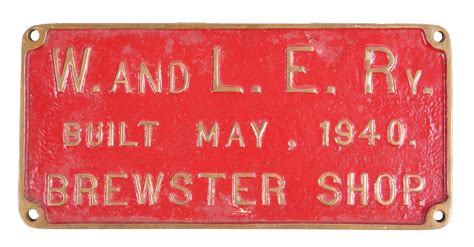 W. AND L. E. RY.
BUILT MAY, 1940.
BREWSTER SHOP